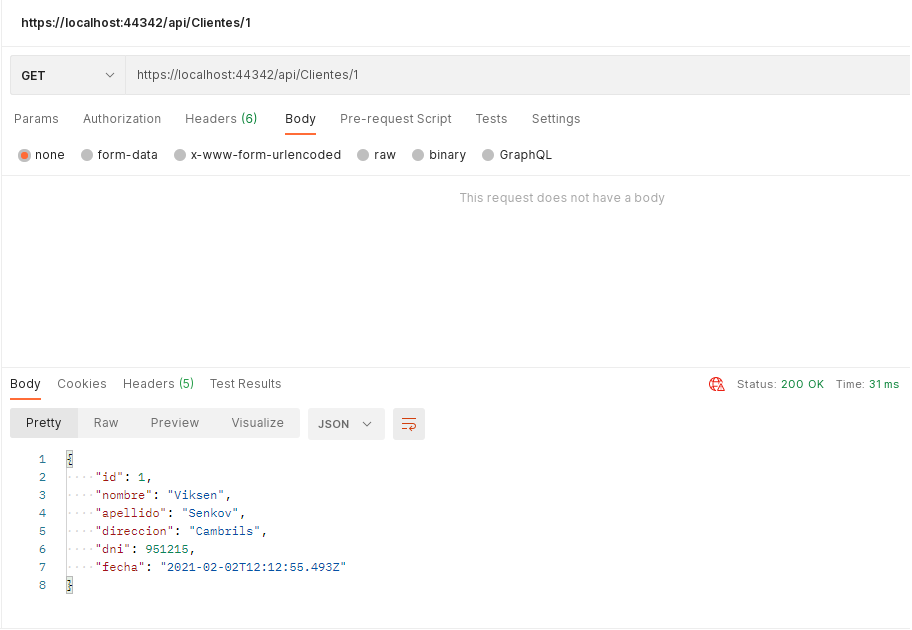 https://localhost:44342/api/Clientes/1
GET https://localhost:44342/api/Clientes/1
Params Authorization Headers (6) Body Pre-request Script Tests Settings
none form-data x-www-form-urlencoded raw binary GraphQL
This request does not have a body
Body Cookies Headers (5) Test Results Status: 200 OK Time: 31 ms
Pretty Raw Preview Visualize JSON
1 {
2 ····"id": 1,
3 ····"nombre": "Viksen",
4 ····"apellido": "Senkov",
5 ····"direccion": "Cambrils",
6 ····"dni": 951215,
7 ····"fecha": "2021-02-02T12:12:55.493Z"
8 }